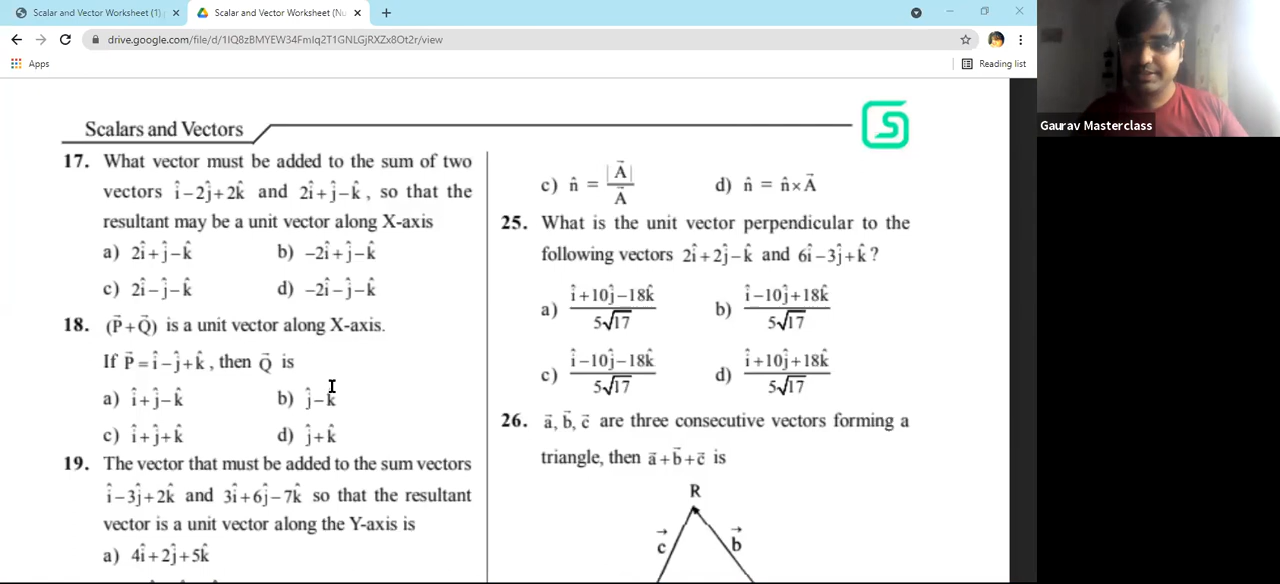 Scalar and Vector Worksheet (1)
Scalar and Vector Worksheet (Nu
drive.google.com/file/d/1IQ8z8MYEW34FmIq2T1GNLGjRXZx8Ot2r/view
Apps
Reading list
Gaurav Masterclass
Scalars and Vectors
S
17. What vector must be added to the sum of two
vectors î−2ĵ+2k̂ and 2î+ĵ−k̂, so that the
resultant may be a unit vector along X-axis
a) 2î+ĵ−k̂ b) −2î+ĵ−k̂
c) 2î−ĵ−k̂ d) −2î−ĵ−k̂
18. (P⃗+Q⃗) is a unit vector along X-axis.
If P⃗=î−ĵ+k̂, then Q⃗ is
a) î+ĵ−k̂ b) ĵ−k̂
c) î+ĵ+k̂ d) ĵ+k̂
19. The vector that must be added to the sum vectors
î−3ĵ+2k̂ and 3î+6ĵ−7k̂ so that the resultant
vector is a unit vector along the Y-axis is
a) 4î+2ĵ+5k̂
c) n̂ = |A⃗|/A⃗ d) n̂ = n̂×A⃗
25. What is the unit vector perpendicular to the
following vectors 2î+2ĵ−k̂ and 6î−3ĵ+k̂?
a) î+10ĵ−18k̂/5√17 b) î−10ĵ+18k̂/5√17
c) î−10ĵ−18k̂/5√17 d) î+10ĵ+18k̂/5√17
26. a⃗, b⃗, c⃗ are three consecutive vectors forming a
triangle, then a⃗+b⃗+c⃗ is
R
c⃗ b⃗